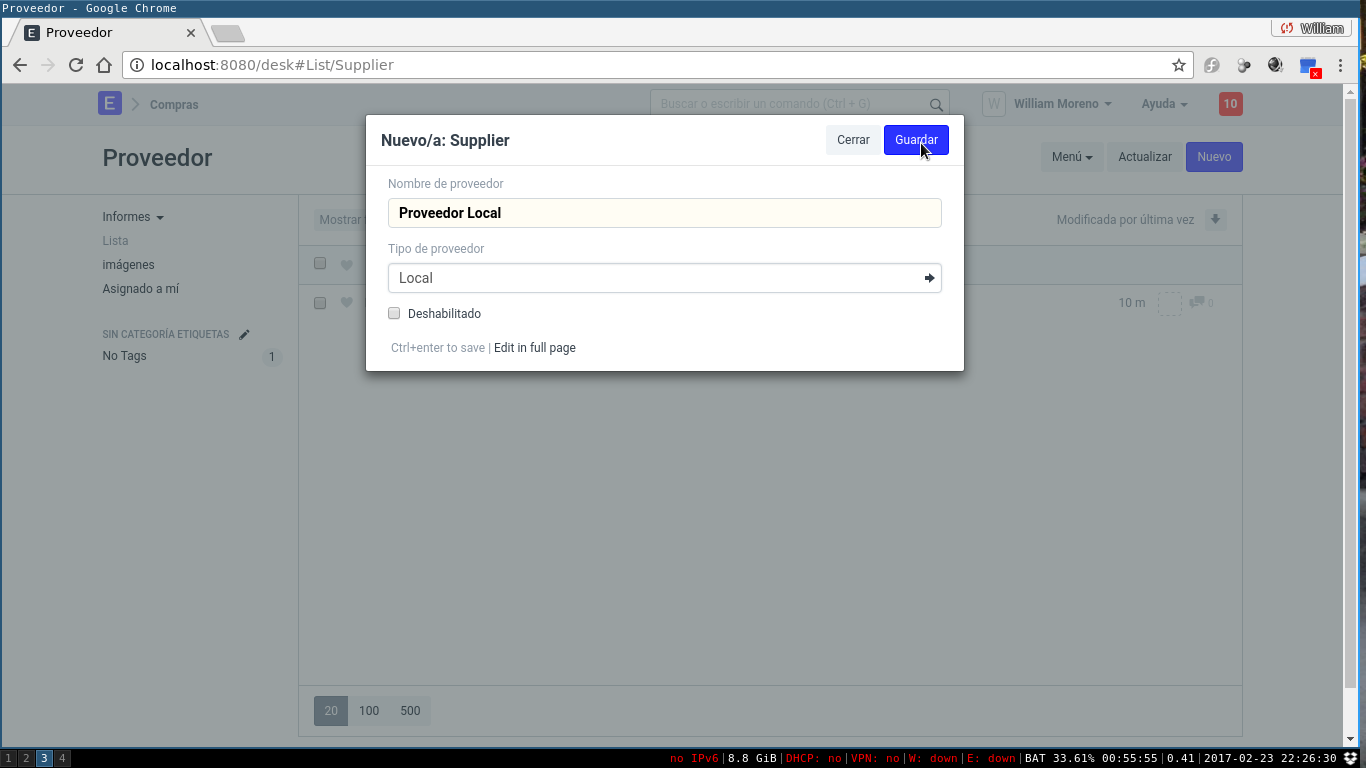 Proveedor - Google Chrome
E Proveedor
William
localhost:8080/desk#List/Supplier
E Compras
Buscar o escribir un comando (Ctrl + G)
W William Moreno
Ayuda
10
Proveedor
Menú
Actualizar
Nuevo
Nuevo/a: Supplier
Cerrar
Guardar
Nombre de proveedor
Proveedor Local
Tipo de proveedor
Local
Deshabilitado
Ctrl+enter to save | Edit in full page
Informes
Lista
imágenes
Asignado a mí
SIN CATEGORÍA ETIQUETAS
No Tags 1
Mostrar
Modificada por última vez
10 m
0
20 100 500
1 2 3 4
no IPv6|8.8 GiB|DHCP: no|VPN: no|W: down|E: down|BAT 33.61% 00:55:55|0.41|2017-02-23 22:26:30